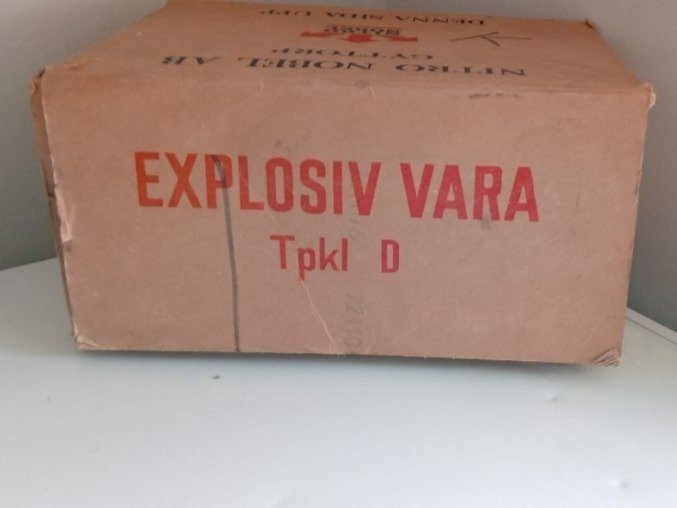 DENNA SIDA UPP
GYTTORP
NITRO NOBEL AB
EXPLOSIV VARA
Tpkl D